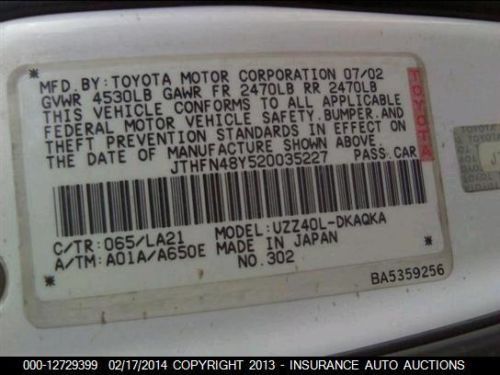 MFD. BY: TOYOTA MOTOR CORPORATION 07/02
GVWR 4530LB GAWR FR 2470LB RR 2470LB
THIS VEHICLE CONFORMS TO ALL APPLICABLE
FEDERAL MOTOR VEHICLE SAFETY, BUMPER, AND
THEFT PREVENTION STANDARDS IN EFFECT ON
THE DATE OF MANUFACTURE SHOWN ABOVE.
JTHFN48Y520035227 PASS. CAR
TOYOTA
C/TR: 065/LA21 MODEL: UZZ40L-DKAQKA
A/TM: A01A/A650E MADE IN JAPAN
NO. 302
BA5359256
000-12729399 02/17/2014 COPYRIGHT 2013 - INSURANCE AUTO AUCTIONS